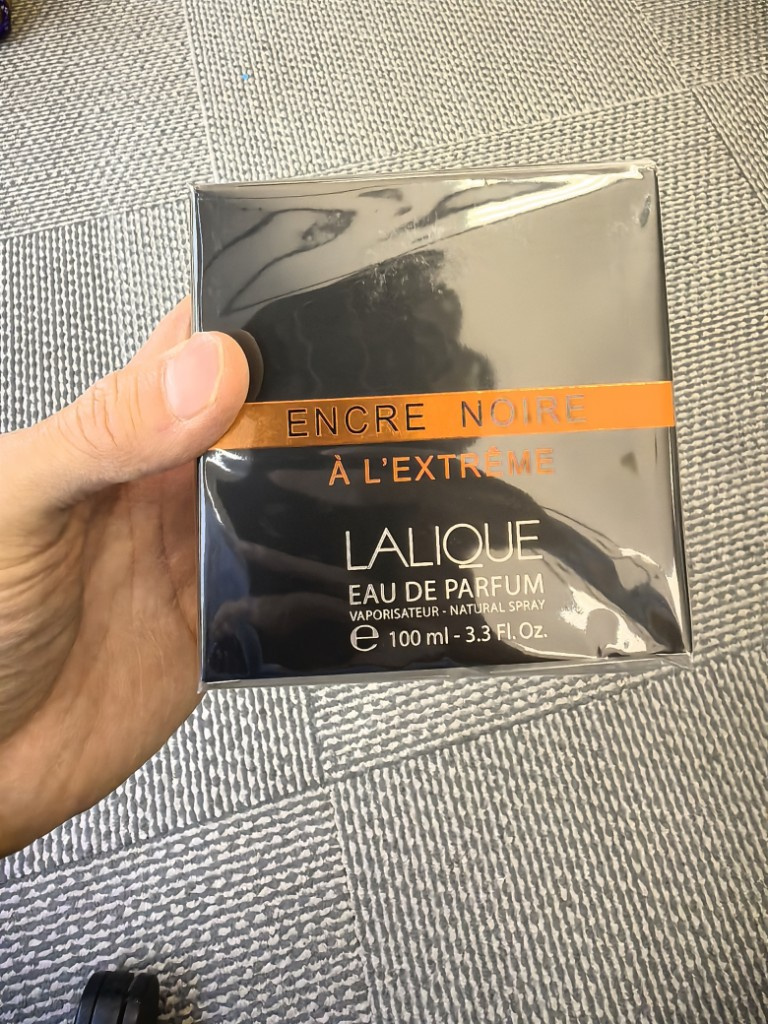 ENCRE NOIRE
À L'EXTRÊME
LALIQUE
EAU DE PARFUM
VAPORISATEUR - NATURAL SPRAY
e 100 ml - 3.3 Fl. Oz.